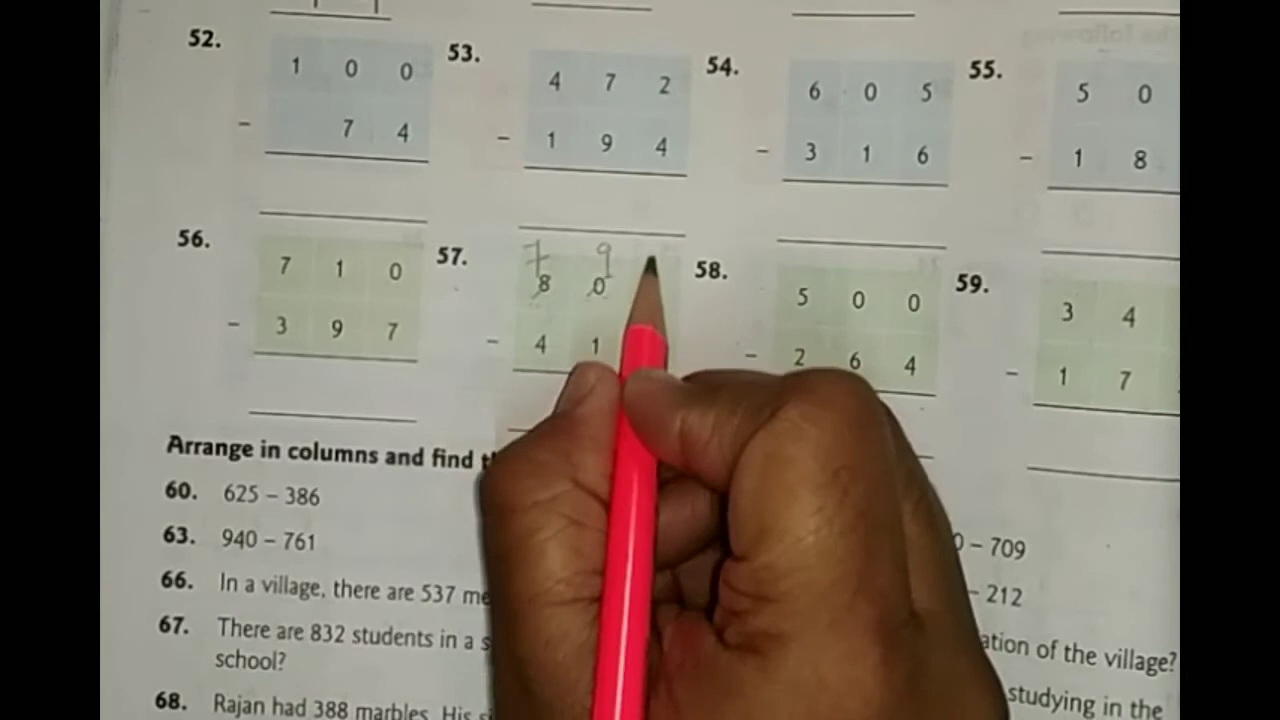 52. 53. 54. 55.
1 0 0 4 7 2 6 0 5 5 0
- 7 4 - 1 9 4 - 3 1 6 - 1 8
56. 57. 58. 59.
7 9
7 1 0 8 0 5 0 0 3 4
- 3 9 7 - 4 1 - 2 6 4 - 1 7
Arrange in columns and find
60. 625 – 386
63. 940 – 761 – 709
66. In a village, there are 537 – 212
67. There are 832 students in a of the village?
school? studying in the
68. Rajan had 388 marbles. His